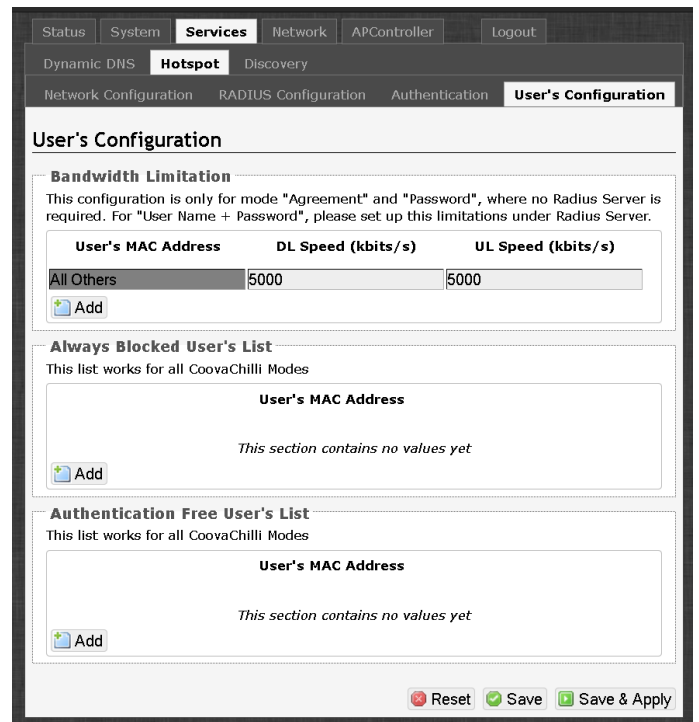 Status System Services Network APController Logout
Dynamic DNS Hotspot Discovery
Network Configuration RADIUS Configuration Authentication User's Configuration
User's Configuration
Bandwidth Limitation
This configuration is only for mode "Agreement" and "Password", where no Radius Server is
required. For "User Name + Password", please set up this limitations under Radius Server.
User's MAC Address DL Speed (kbits/s) UL Speed (kbits/s)
All Others 5000 5000
Add
Always Blocked User's List
This list works for all CoovaChilli Modes
User's MAC Address
This section contains no values yet
Add
Authentication Free User's List
This list works for all CoovaChilli Modes
User's MAC Address
This section contains no values yet
Add
Reset Save Save & Apply